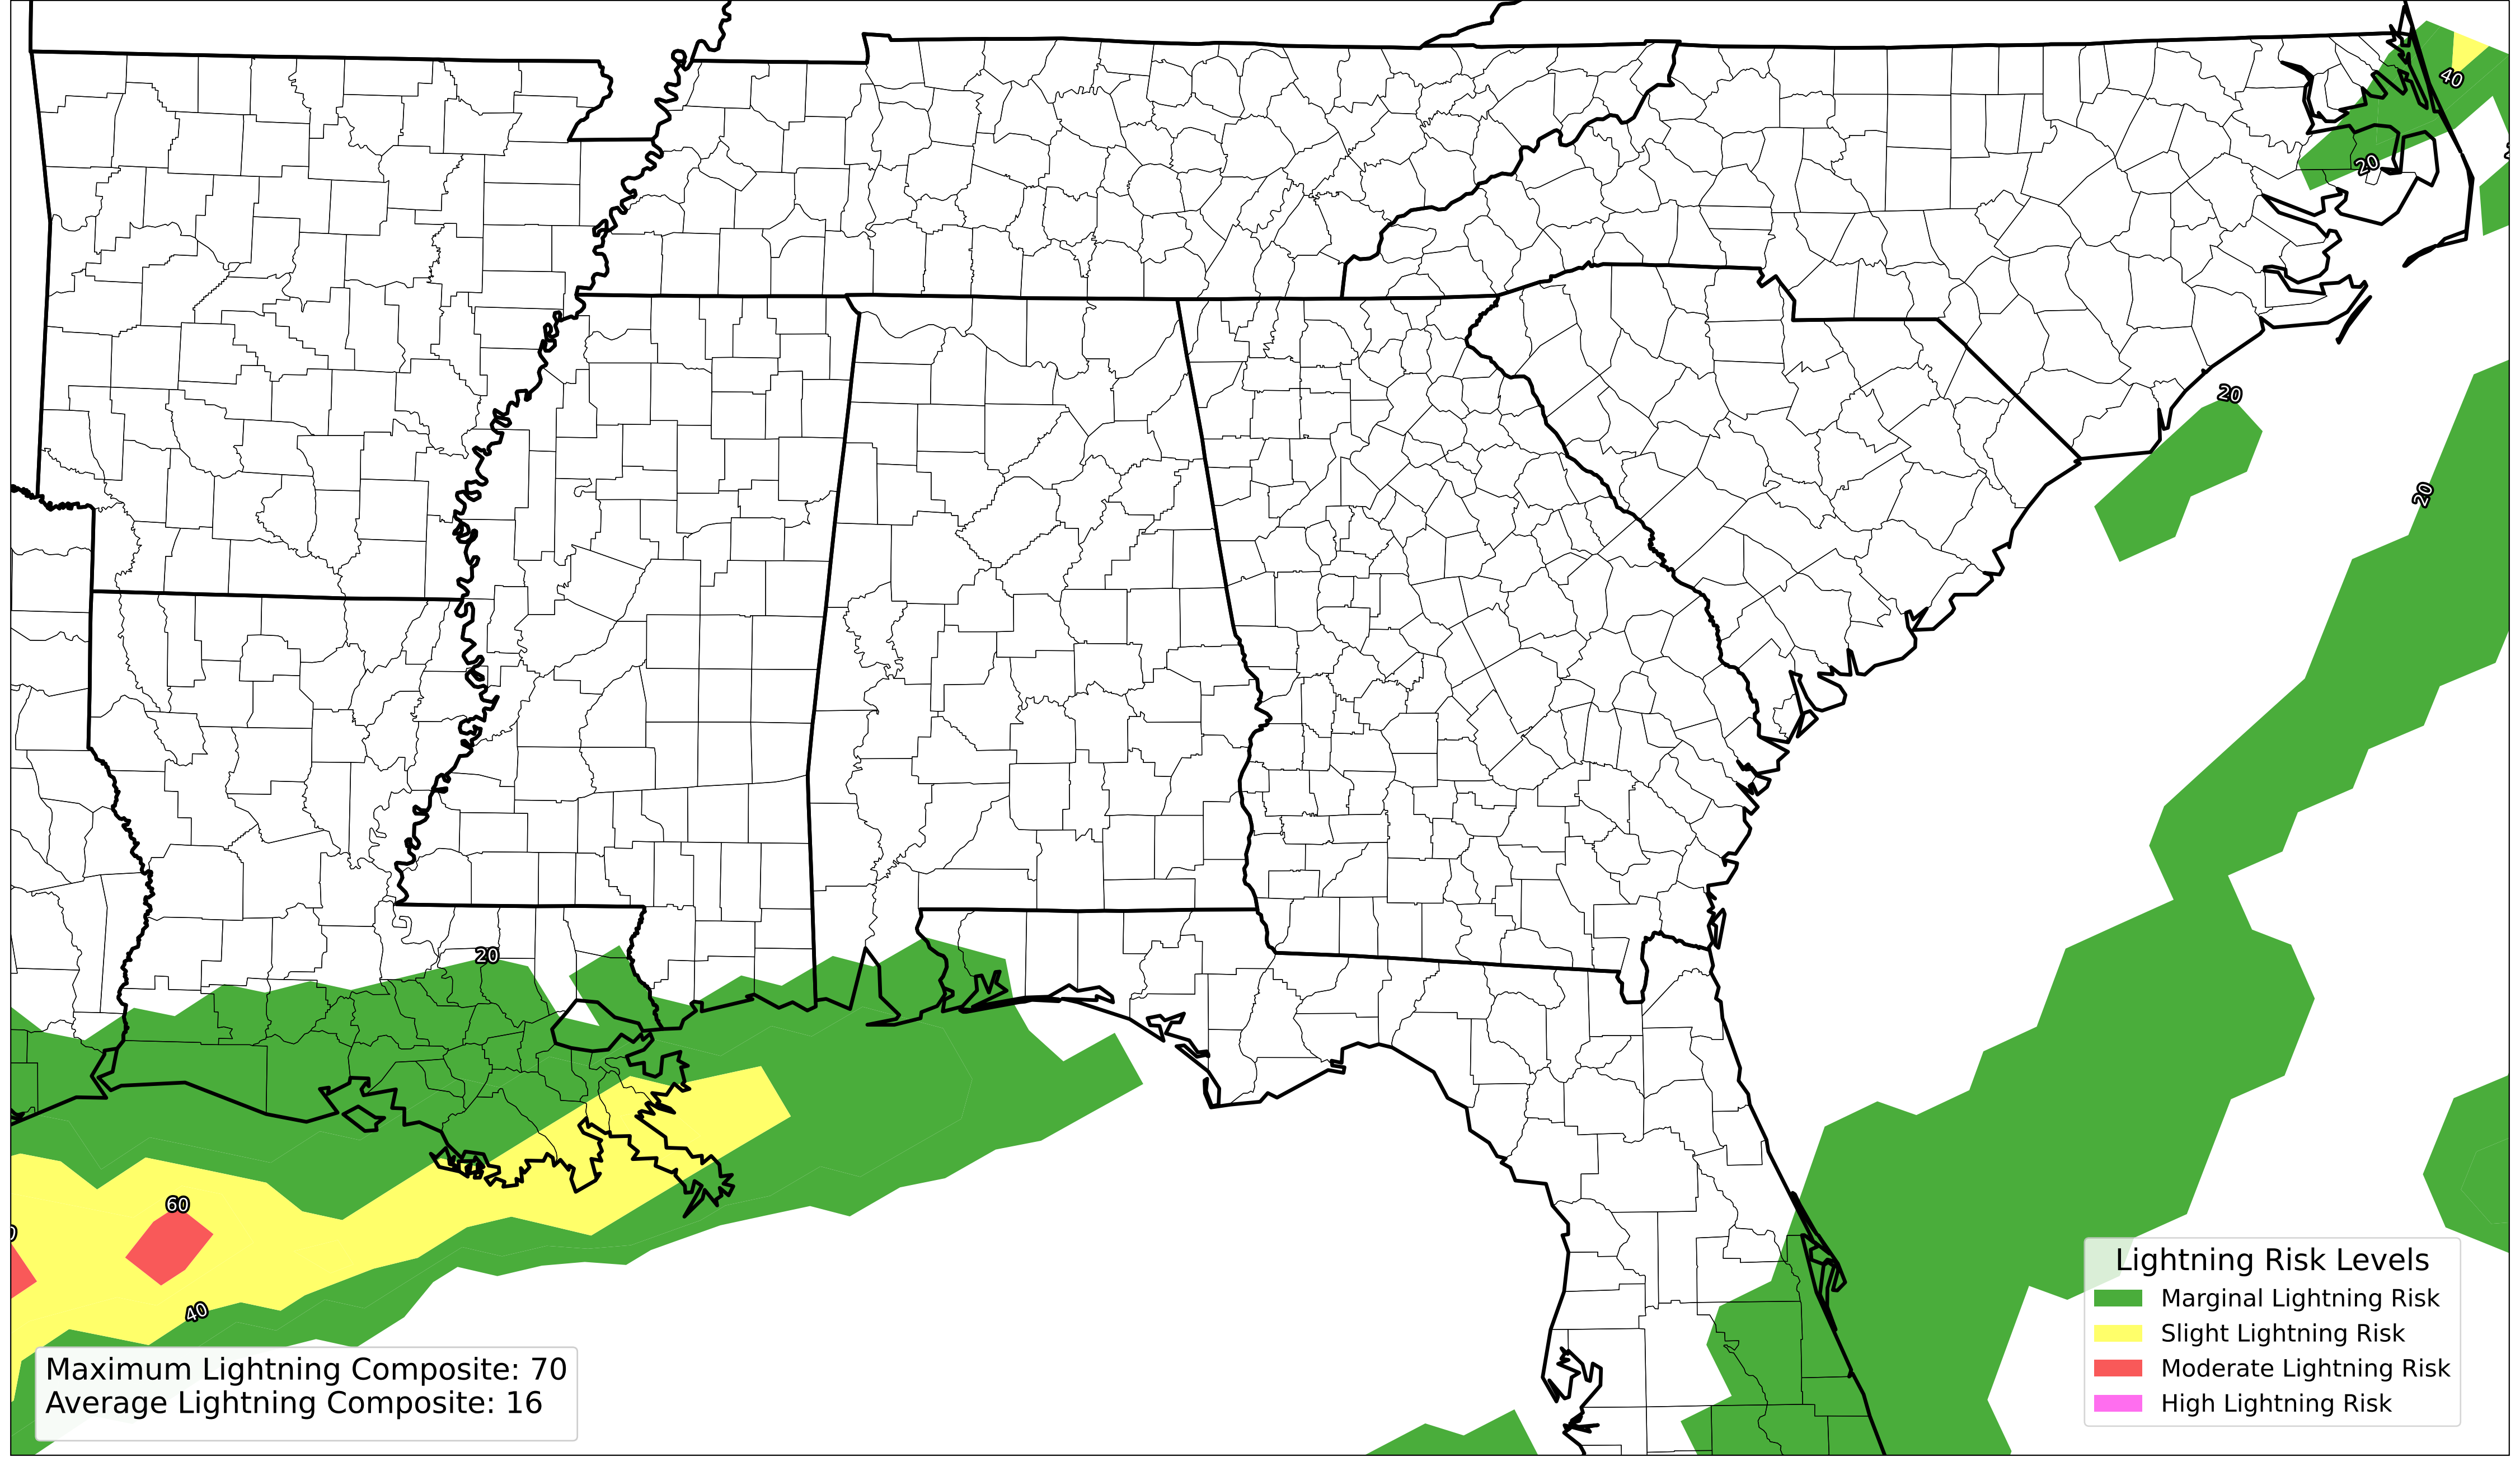 40
20
20
20
20
60
40
Maximum Lightning Composite: 70
Average Lightning Composite: 16
Lightning Risk Levels
Marginal Lightning Risk
Slight Lightning Risk
Moderate Lightning Risk
High Lightning Risk